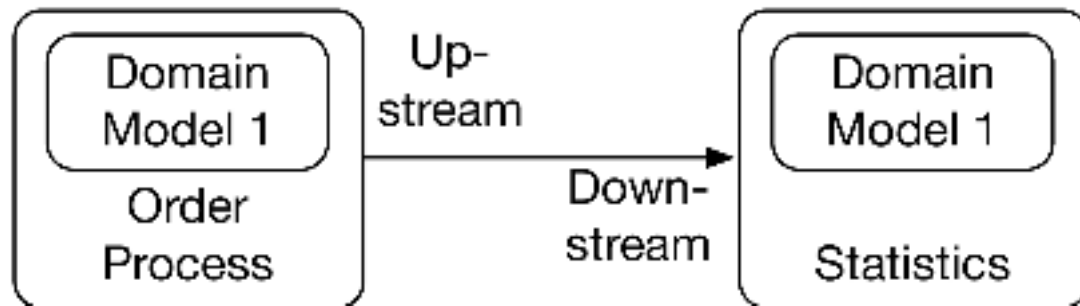 Domain
Model 1
Order
Process
Up-
stream
Down-
stream
Domain
Model 1
Statistics